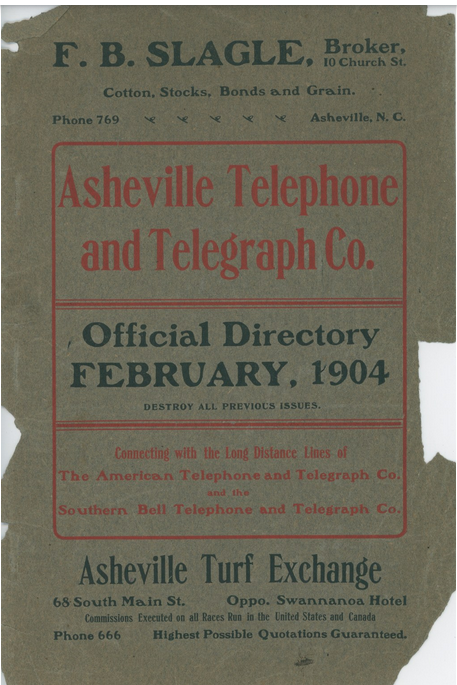 F. B. SLAGLE, Broker,
10 Church St.
Cotton, Stocks, Bonds and Grain.
Phone 769 Asheville, N. C.
Asheville Telephone
and Telegraph Co.
Official Directory
FEBRUARY, 1904
DESTROY ALL PREVIOUS ISSUES.
Connecting with the Long Distance Lines of
The American Telephone and Telegraph Co.
and the
Southern Bell Telephone and Telegraph Co.
Asheville Turf Exchange
68 South Main St. Oppo. Swannanoa Hotel
Commissions Executed on all Races Run in the United States and Canada
Phone 666 Highest Possible Quotations Guaranteed.